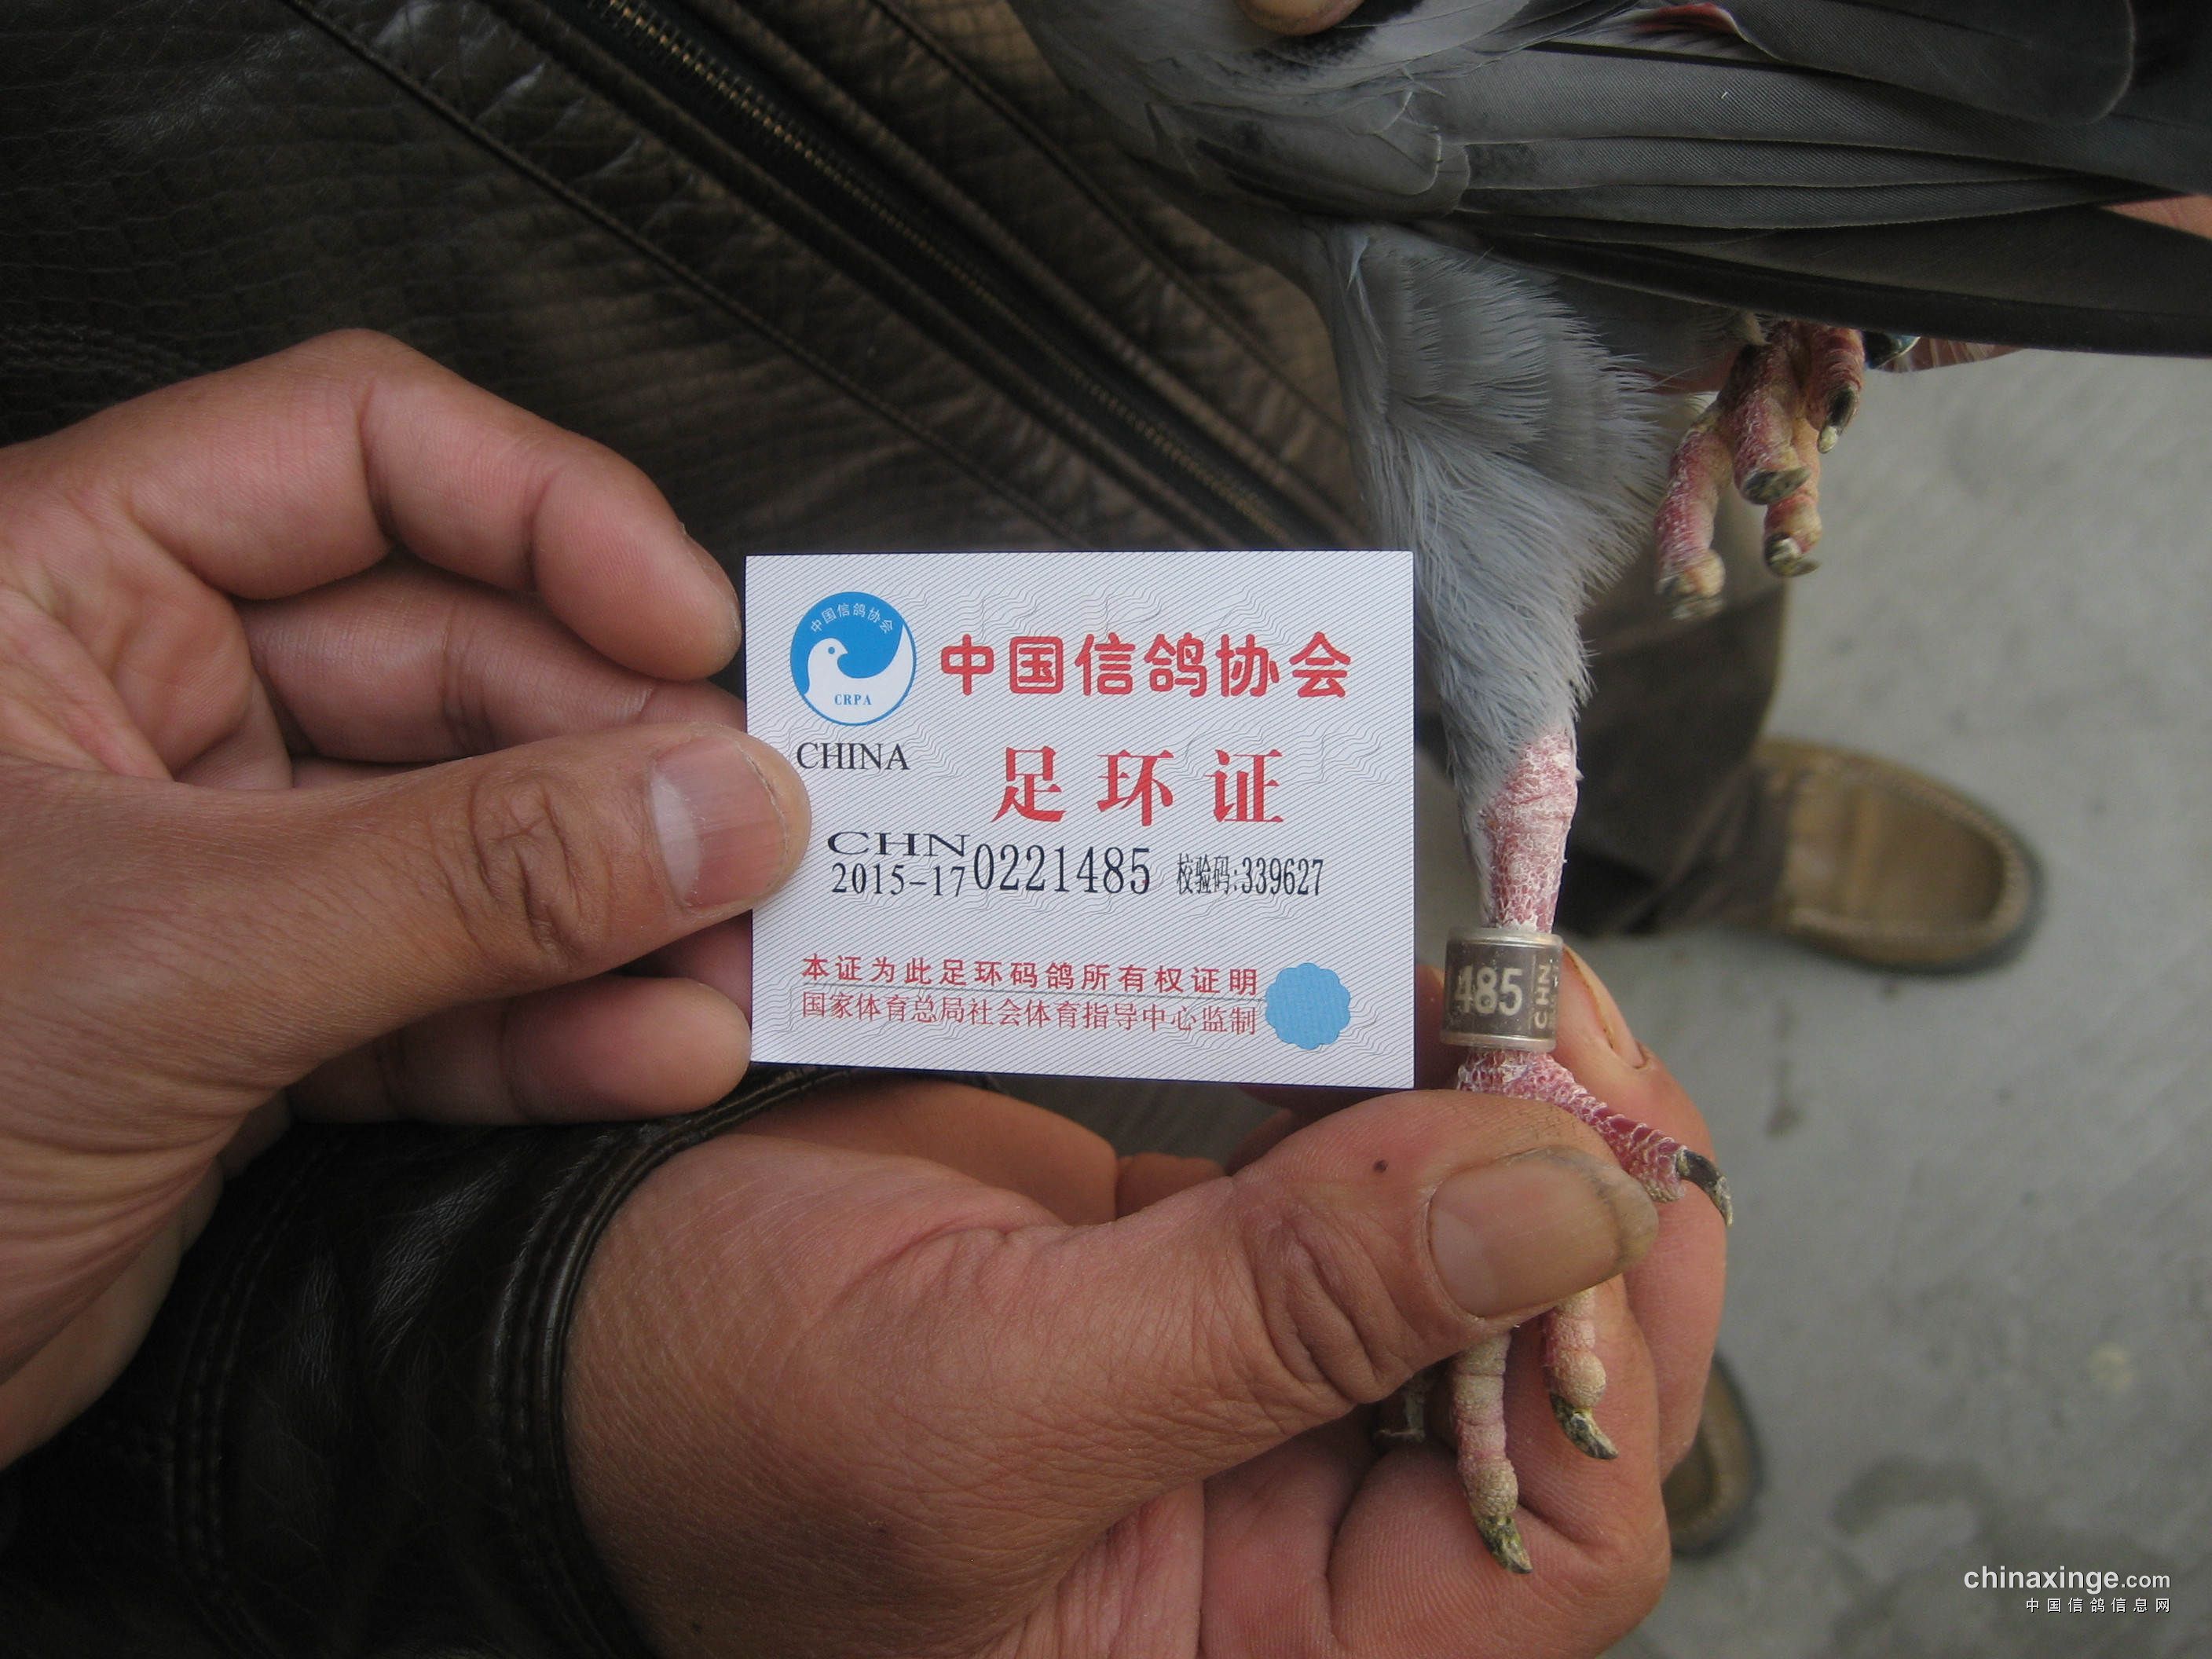 中国信鸽协会
CRPA
中国信鸽协会
CHINA
足环证
CHN
2015-17 0221485 校验码:339627
本证为此足环码鸽所有权证明
国家体育总局社会体育指导中心监制
485
CHN
chinaxinge.com
中国信鸽信息网